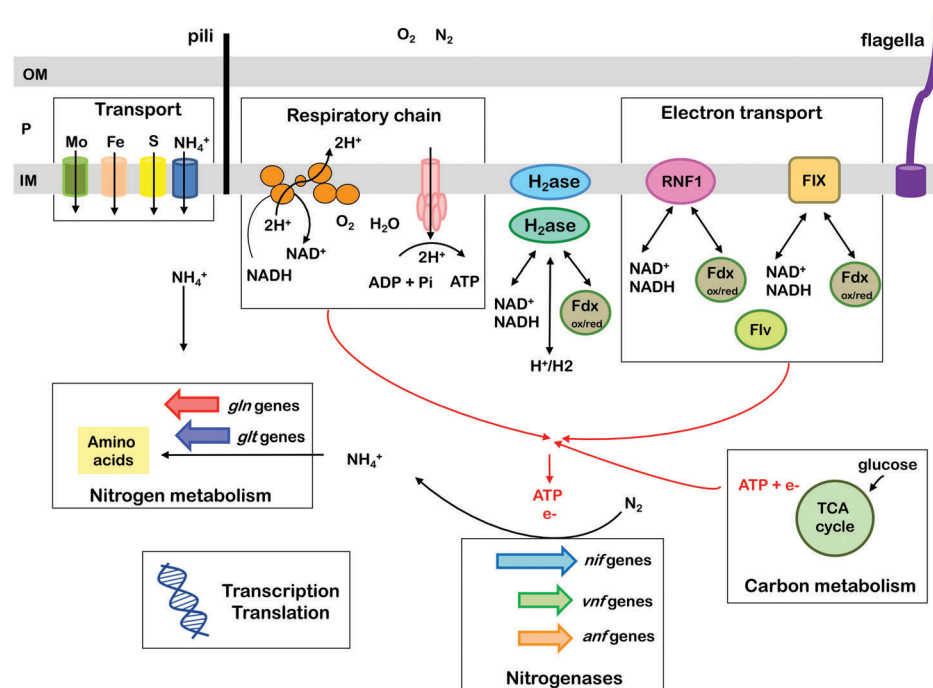 pili
O₂ N₂
flagella
OM
Transport
Respiratory chain
Electron transport
P
Mo Fe S NH₄⁺
2H⁺
IM
H₂ase
RNF1
FIX
2H⁺
O₂
H₂O
H₂ase
NAD⁺
2H⁺
NADH
ADP + Pi
ATP
NAD⁺
NADH
Fdx
ox/red
NAD⁺
NADH
Fdx
ox/red
NAD⁺
NADH
Fdx
ox/red
Flv
NH₄⁺
H⁺/H2
gln genes
glt genes
Amino
acids
Nitrogen metabolism
NH₄⁺
ATP
e-
N₂
glucose
ATP + e-
TCA
cycle
Carbon metabolism
Transcription
Translation
nif genes
vnf genes
anf genes
Nitrogenases